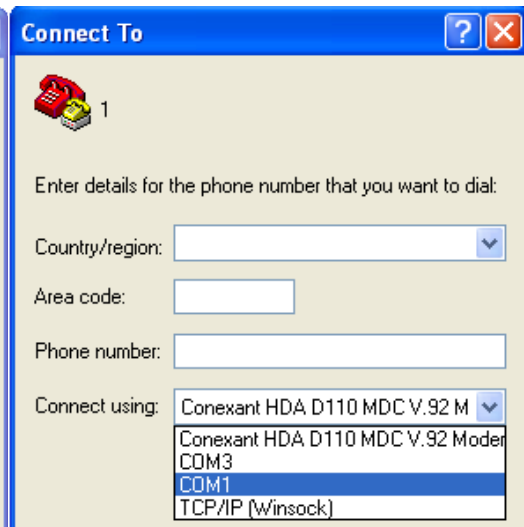 Connect To
1
Enter details for the phone number that you want to dial:
Country/region:
Area code:
Phone number:
Connect using: Conexant HDA D110 MDC V.92 M
Conexant HDA D110 MDC V.92 Moder
COM3
COM1
TCP/IP (Winsock)